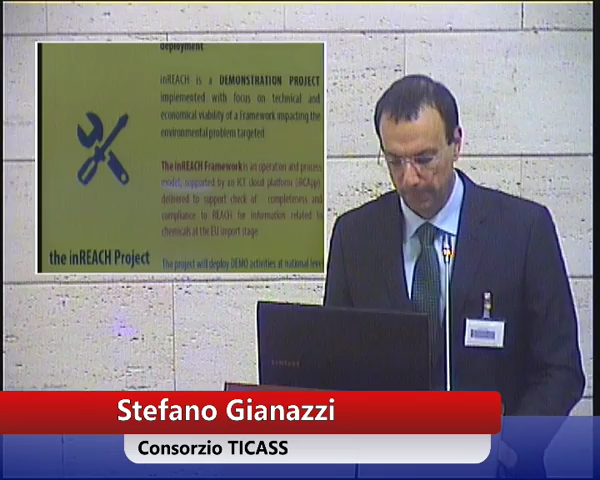 deployment
inREACH is a DEMONSTRATION PROJECT
implemented with focus on technical and
economical viability of a Framework impacting the
environmental problem targeted
The inREACH Framework is an operation and process
model, supported by an ICT cloud platform (iRCApp),
delivered to support check of completeness and
compliance to REACH for information related to
chemicals at the EU import stage
the inREACH Project
The project will deploy DEMO activities at national level
Stefano Gianazzi
Consorzio TICASS